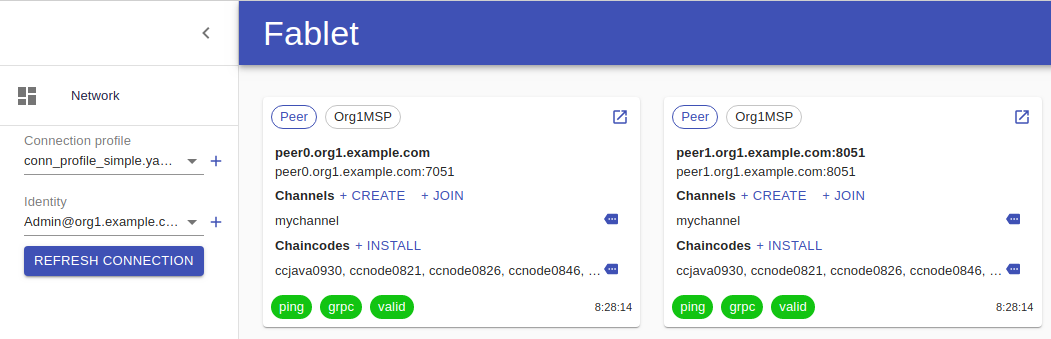 Fablet
Network
Connection profile
conn_profile_simple.ya...
+
Identity
Admin@org1.example.c...
+
REFRESH CONNECTION
Peer Org1MSP
peer0.org1.example.com
peer0.org1.example.com:7051
Channels + CREATE + JOIN
mychannel
Chaincodes + INSTALL
ccjava0930, ccnode0821, ccnode0826, ccnode0846, ...
ping grpc valid 8:28:14
Peer Org1MSP
peer1.org1.example.com:8051
peer1.org1.example.com:8051
Channels + CREATE + JOIN
mychannel
Chaincodes + INSTALL
ccjava0930, ccnode0821, ccnode0826, ccnode0846, ...
ping grpc valid 8:28:14